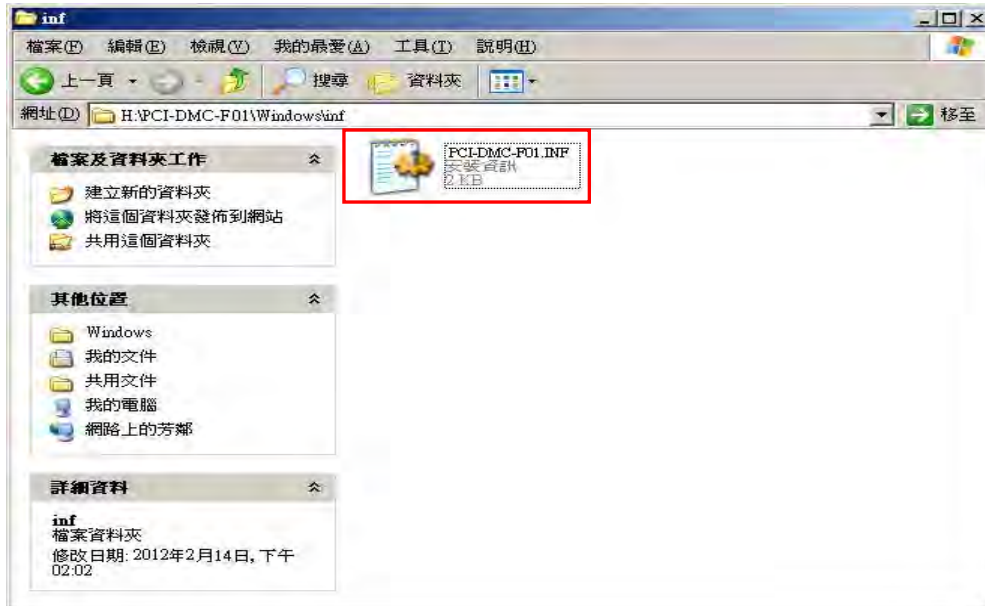 inf
檔案(F) 編輯(E) 檢視(V) 我的最愛(A) 工具(T) 說明(H)
上一頁 搜尋 資料夾
網址(D) H:\PCI-DMC-F01\Windows\inf 移至
檔案及資料夾工作
建立新的資料夾
將這個資料夾發佈到網站
共用這個資料夾
其他位置
Windows
我的文件
共用文件
我的電腦
網路上的芳鄰
詳細資料
inf
檔案資料夾
修改日期: 2012年2月14日, 下午
02:02
PCI-DMC-F01.INF
安裝資訊
2 KB